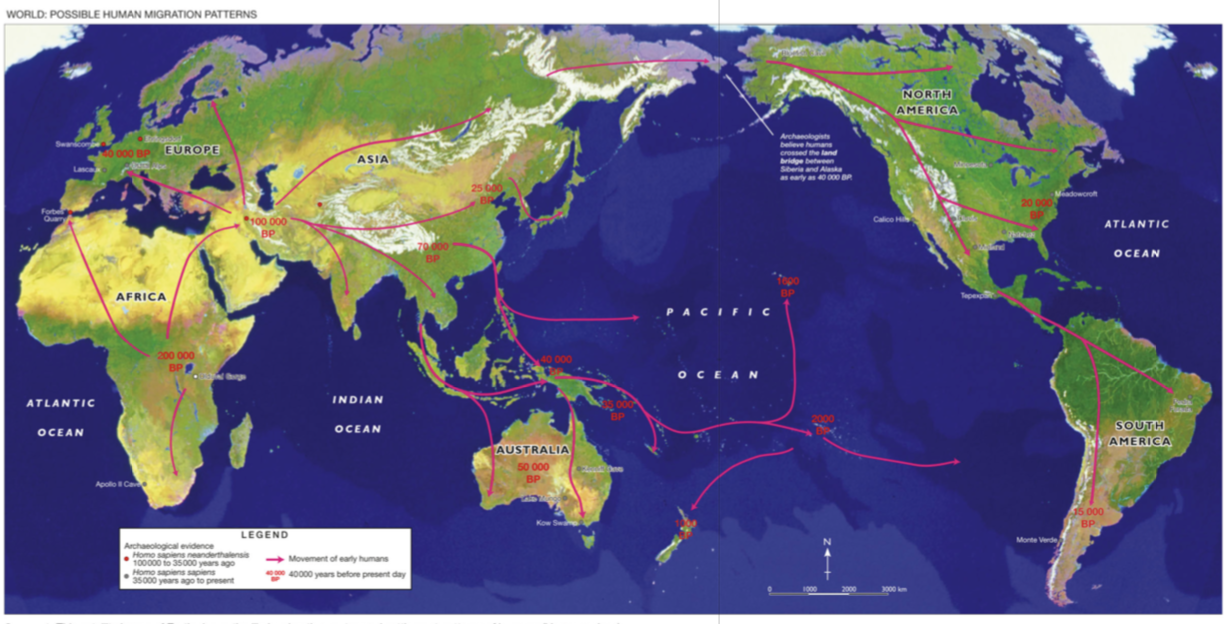 WORLD: POSSIBLE HUMAN MIGRATION PATTERNS
NORTH
AMERICA
Archaeologists
believe humans
crossed the land
bridge between
Siberia and Alaska
as early as 40 000 BP.
Swanscombe
40 000 BP
EUROPE
Lascaux
ASIA
25 000
BP
Meadowcroft
20 000
BP
Forbes
Quarry
100 000
BP
Calico Hills
ATLANTIC
OCEAN
70 000
BP
AFRICA
BP
Tepexpan
PACIFIC
OCEAN
200 000
BP
40 000
BP
ATLANTIC
OCEAN
INDIAN
OCEAN
BP
2000
BP
AUSTRALIA
50 000
BP
SOUTH
AMERICA
Apollo II Cave
Kow Swamp
15 000
BP
Monte Verde
BP
LEGEND
Archaeological evidence
Homo sapiens neanderthalensis
100 000 to 35 000 years ago
Homo sapiens sapiens
35 000 years ago to present
Movement of early humans
40 000
BP
40 000 years before present day
N
0 1000 2000 3000 km